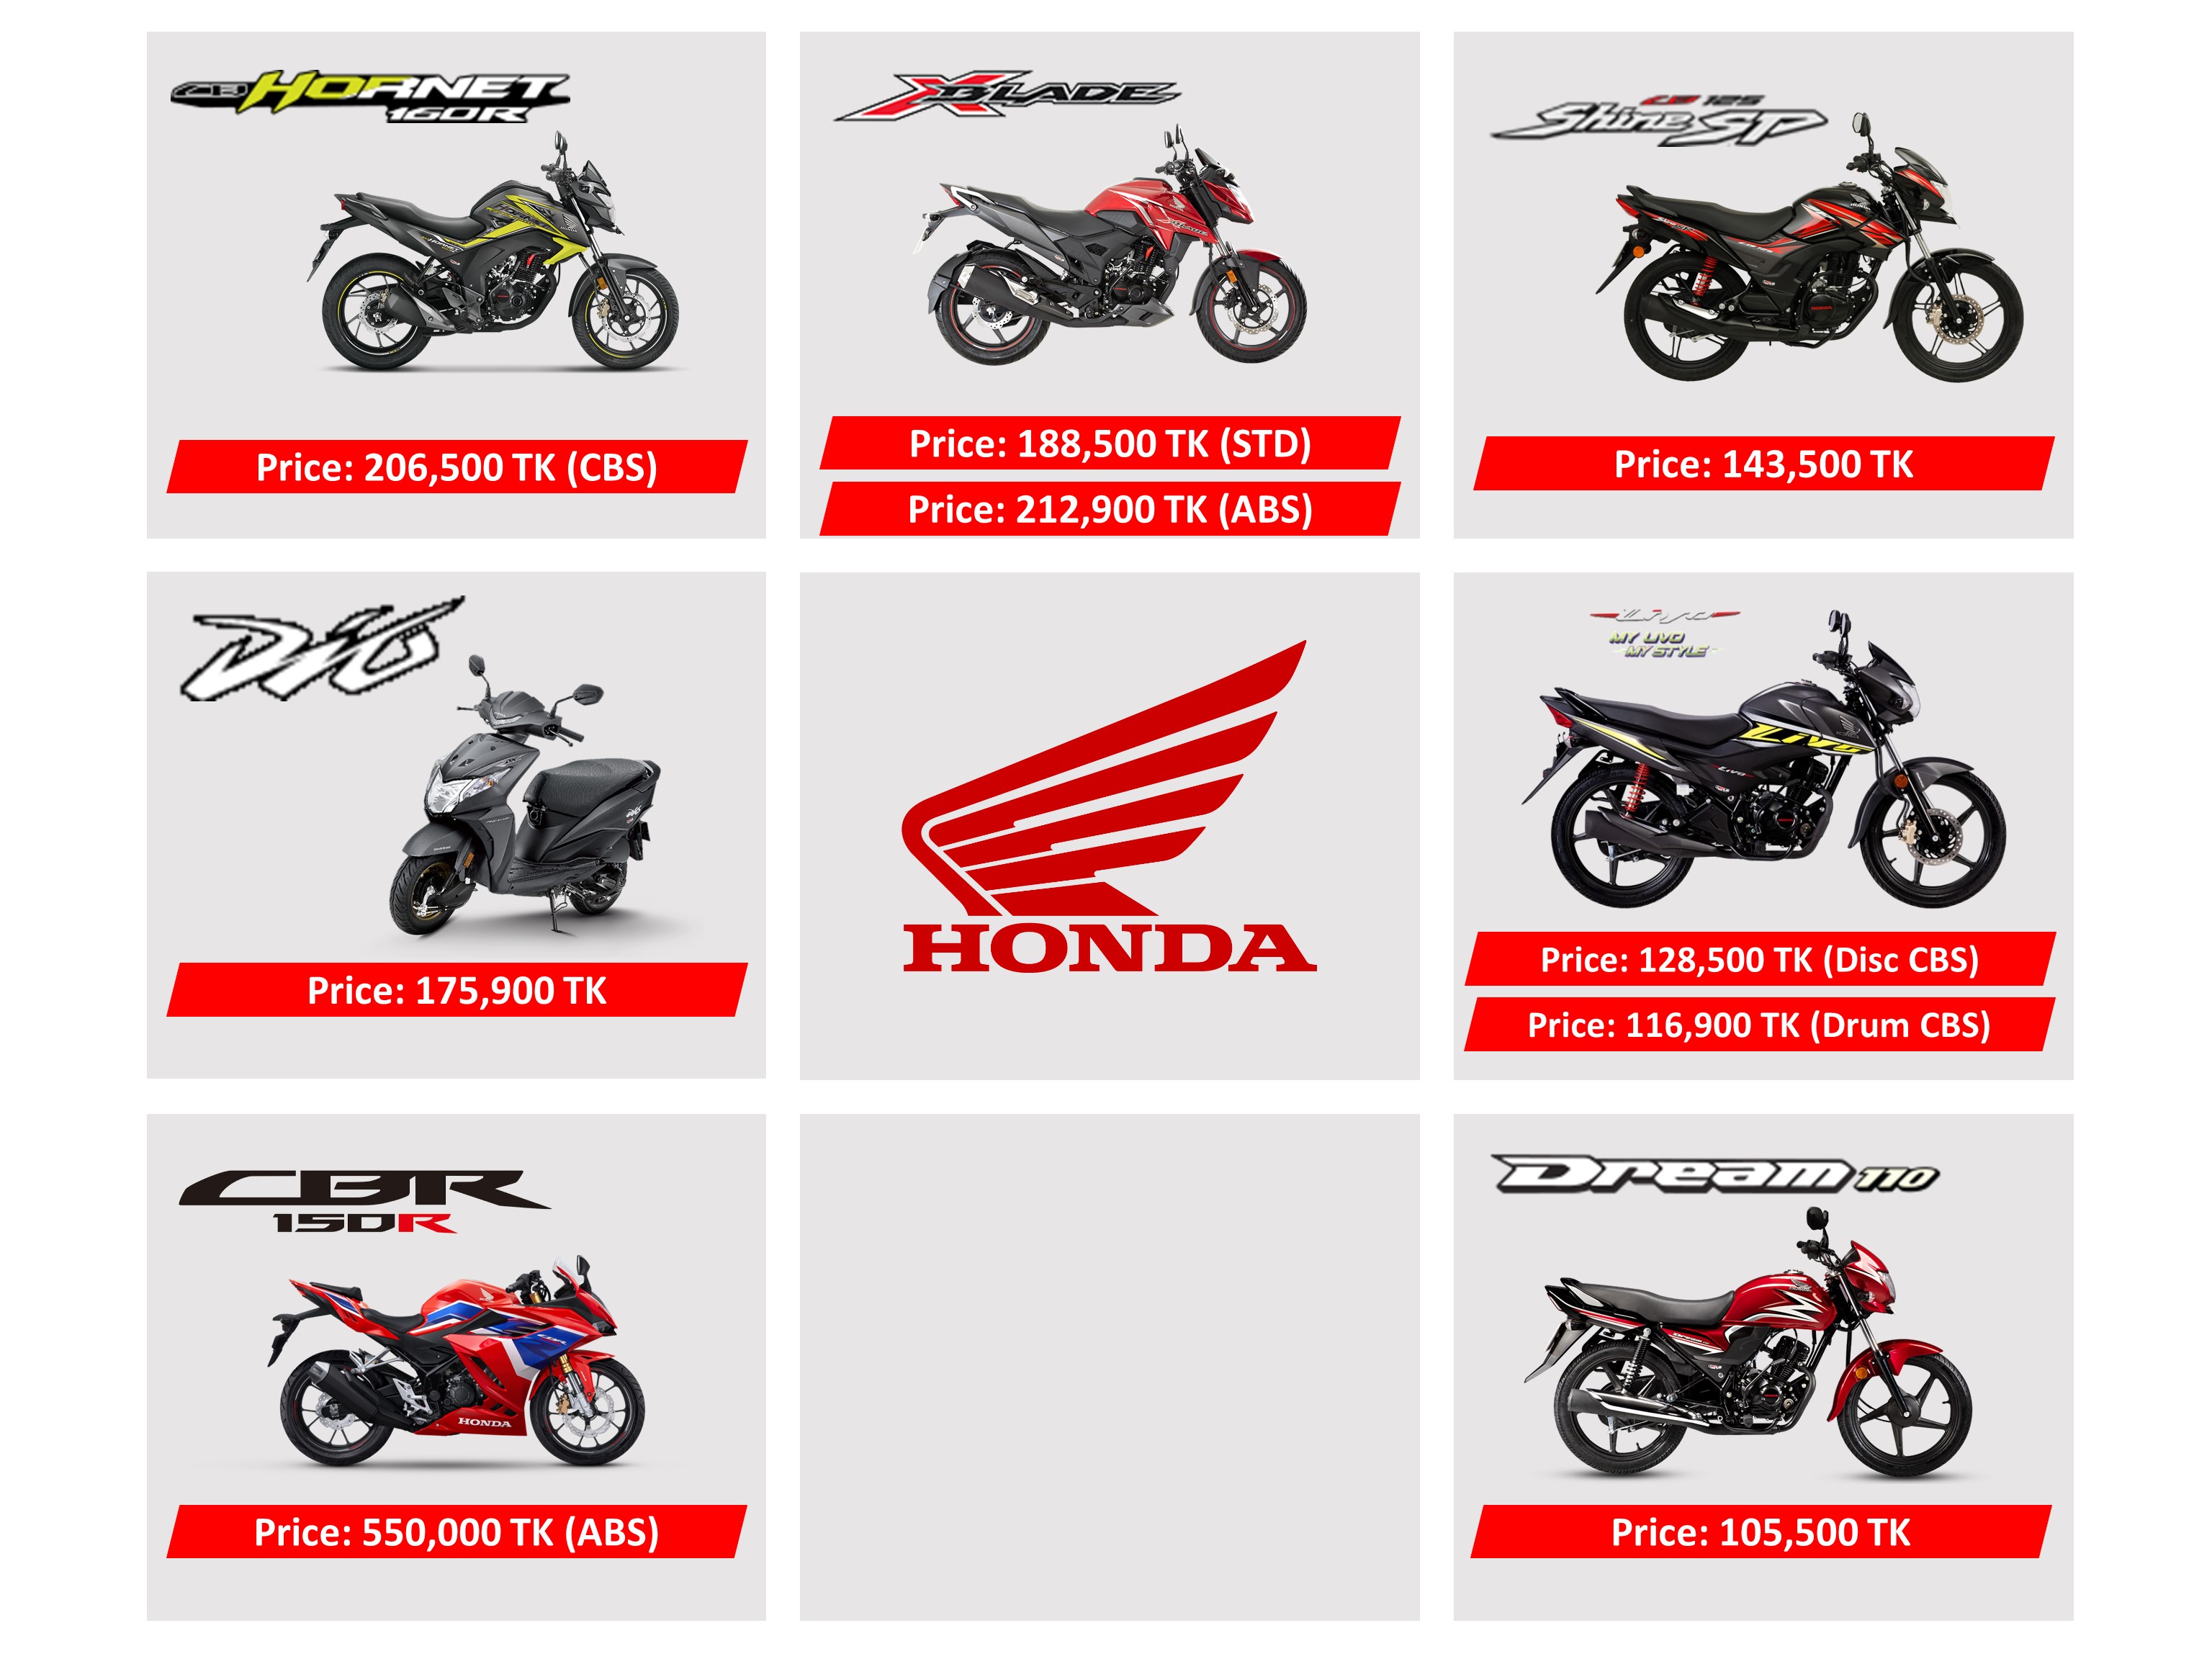 CB HORNET
160R
Price: 206,500 TK (CBS)
XBLADE
Price: 188,500 TK (STD)
Price: 212,900 TK (ABS)
CB 125
Shine SP
Price: 143,500 TK
DIO
Price: 175,900 TK
HONDA
Livo
MY LIVO
MY STYLE
LIVO
Price: 128,500 TK (Disc CBS)
Price: 116,900 TK (Drum CBS)
CBR
150R
HONDA
Price: 550,000 TK (ABS)
Dream 110
Price: 105,500 TK